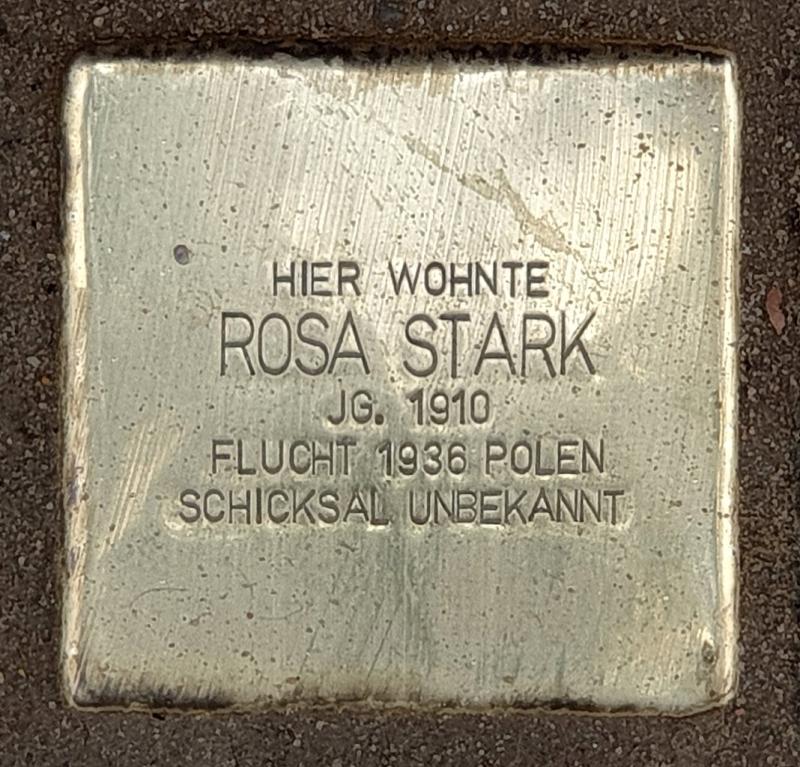 HIER WOHNTE
ROSA STARK
JG. 1910
FLUCHT 1936 POLEN
SCHICKSAL UNBEKANNT